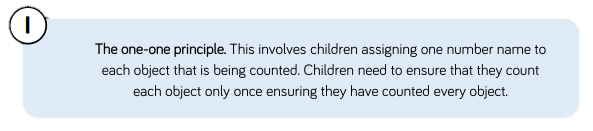 1
The one-one principle. This involves children assigning one number name to
each object that is being counted. Children need to ensure that they count
each object only once ensuring they have counted every object.